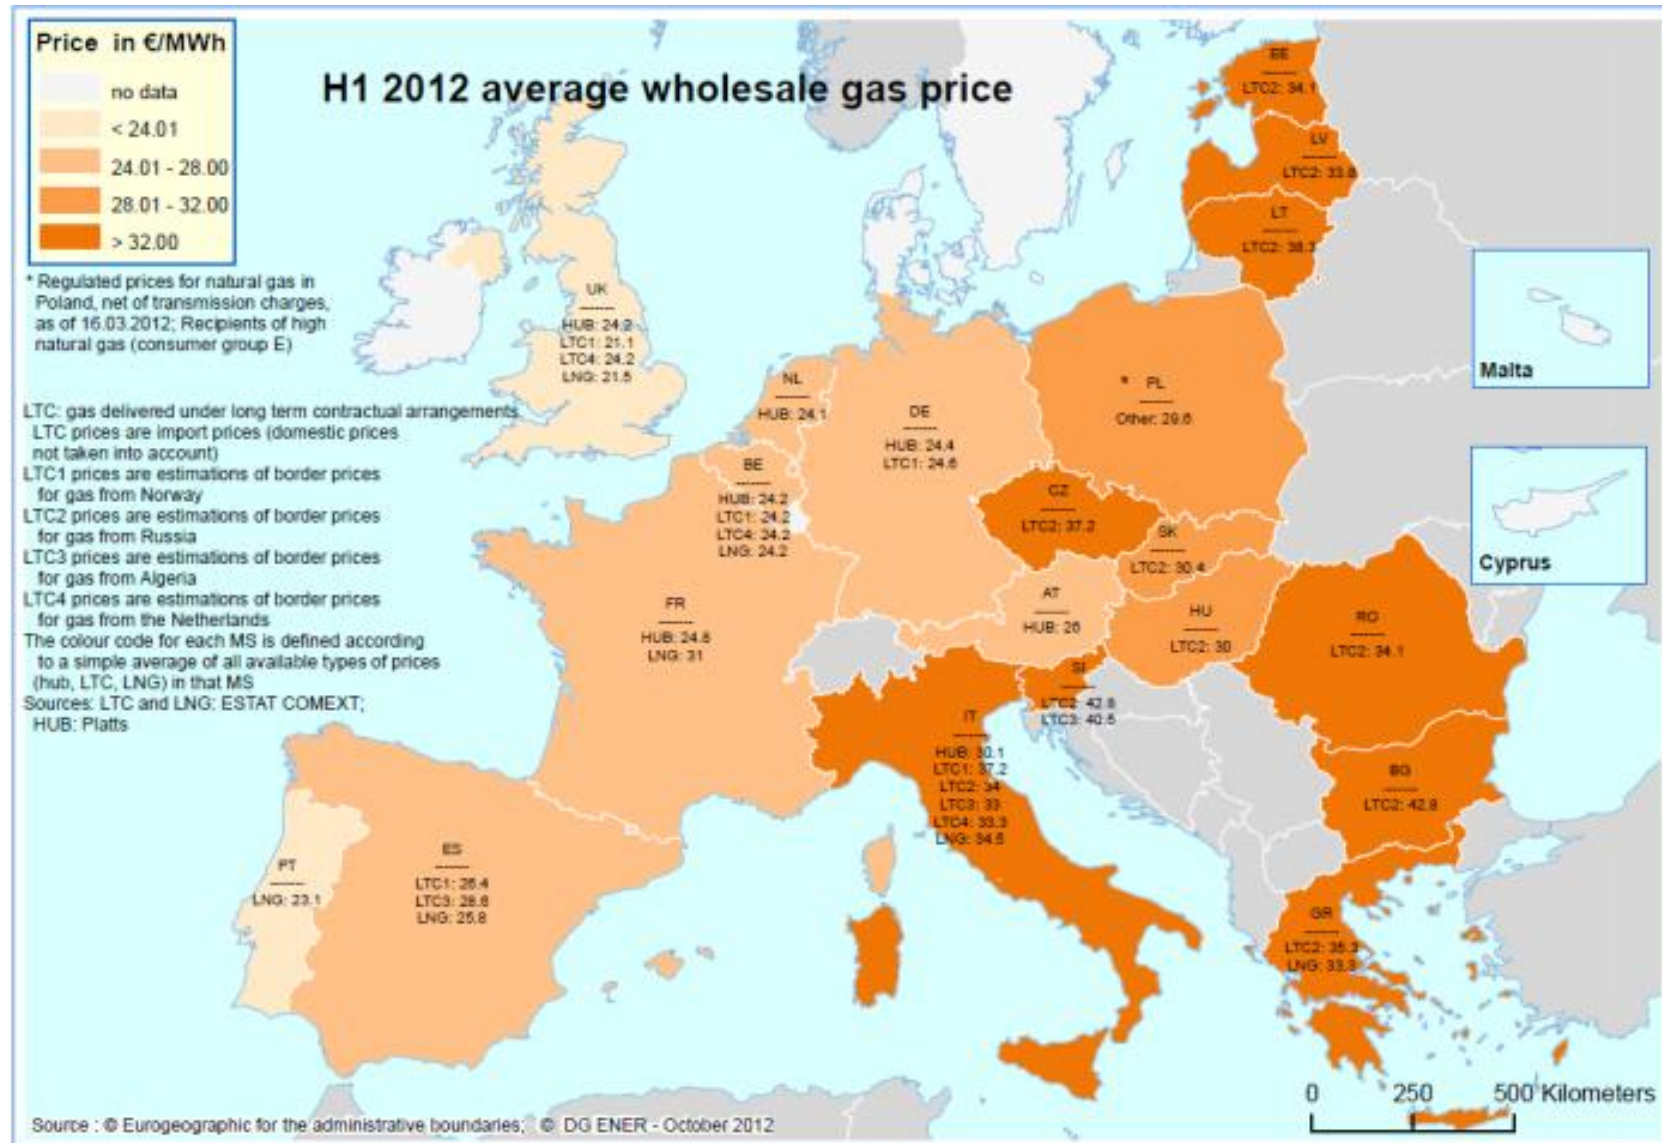 Price in €/MWh
no data
< 24.01
24.01 - 28.00
28.01 - 32.00
> 32.00
H1 2012 average wholesale gas price
* Regulated prices for natural gas in
Poland, net of transmission charges,
as of 16.03.2012; Recipients of high
natural gas (consumer group E)
LTC: gas delivered under long term contractual arrangements.
LTC prices are import prices (domestic prices
not taken into account)
LTC1 prices are estimations of border prices
for gas from Norway
LTC2 prices are estimations of border prices
for gas from Russia
LTC3 prices are estimations of border prices
for gas from Algeria
LTC4 prices are estimations of border prices
for gas from the Netherlands
The colour code for each MS is defined according
to a simple average of all available types of prices
(hub, LTC, LNG) in that MS
Sources: LTC and LNG: ESTAT COMEXT;
HUB: Platts
EE
LTC2: 34.1
LV
LTC2:
LT
LTC2:
UK
HUB: 24.2
LTC1: 21.1
LTC4: 24.2
LNG: 21.5
NL
HUB: 24.1
DE
HUB: 24.4
LTC1:
* PL
Other:
BE
HUB: 24.2
LTC1: 24.2
LTC4: 24.2
LNG: 24.2
CZ
LTC2: 37.2
SK
LTC2: 30.4
AT
HUB: 26
HU
LTC2: 30
RO
LTC2: 34.1
FR
HUB:
LNG: 31
SI
LTC2:
LTC3: 40.5
IT
HUB: 30.1
LTC1: 37.2
LTC2: 34
LTC3: 33
LTC4: 33.3
LNG: 34.5
BG
LTC2:
GR
LTC2:
LNG:
PT
LNG: 23.1
ES
LTC1: 26.4
LTC3:
LNG: 25.8
Malta
Cyprus
0 250 500 Kilometers
Source : © Eurogeographic for the administrative boundaries; © DG ENER - October 2012